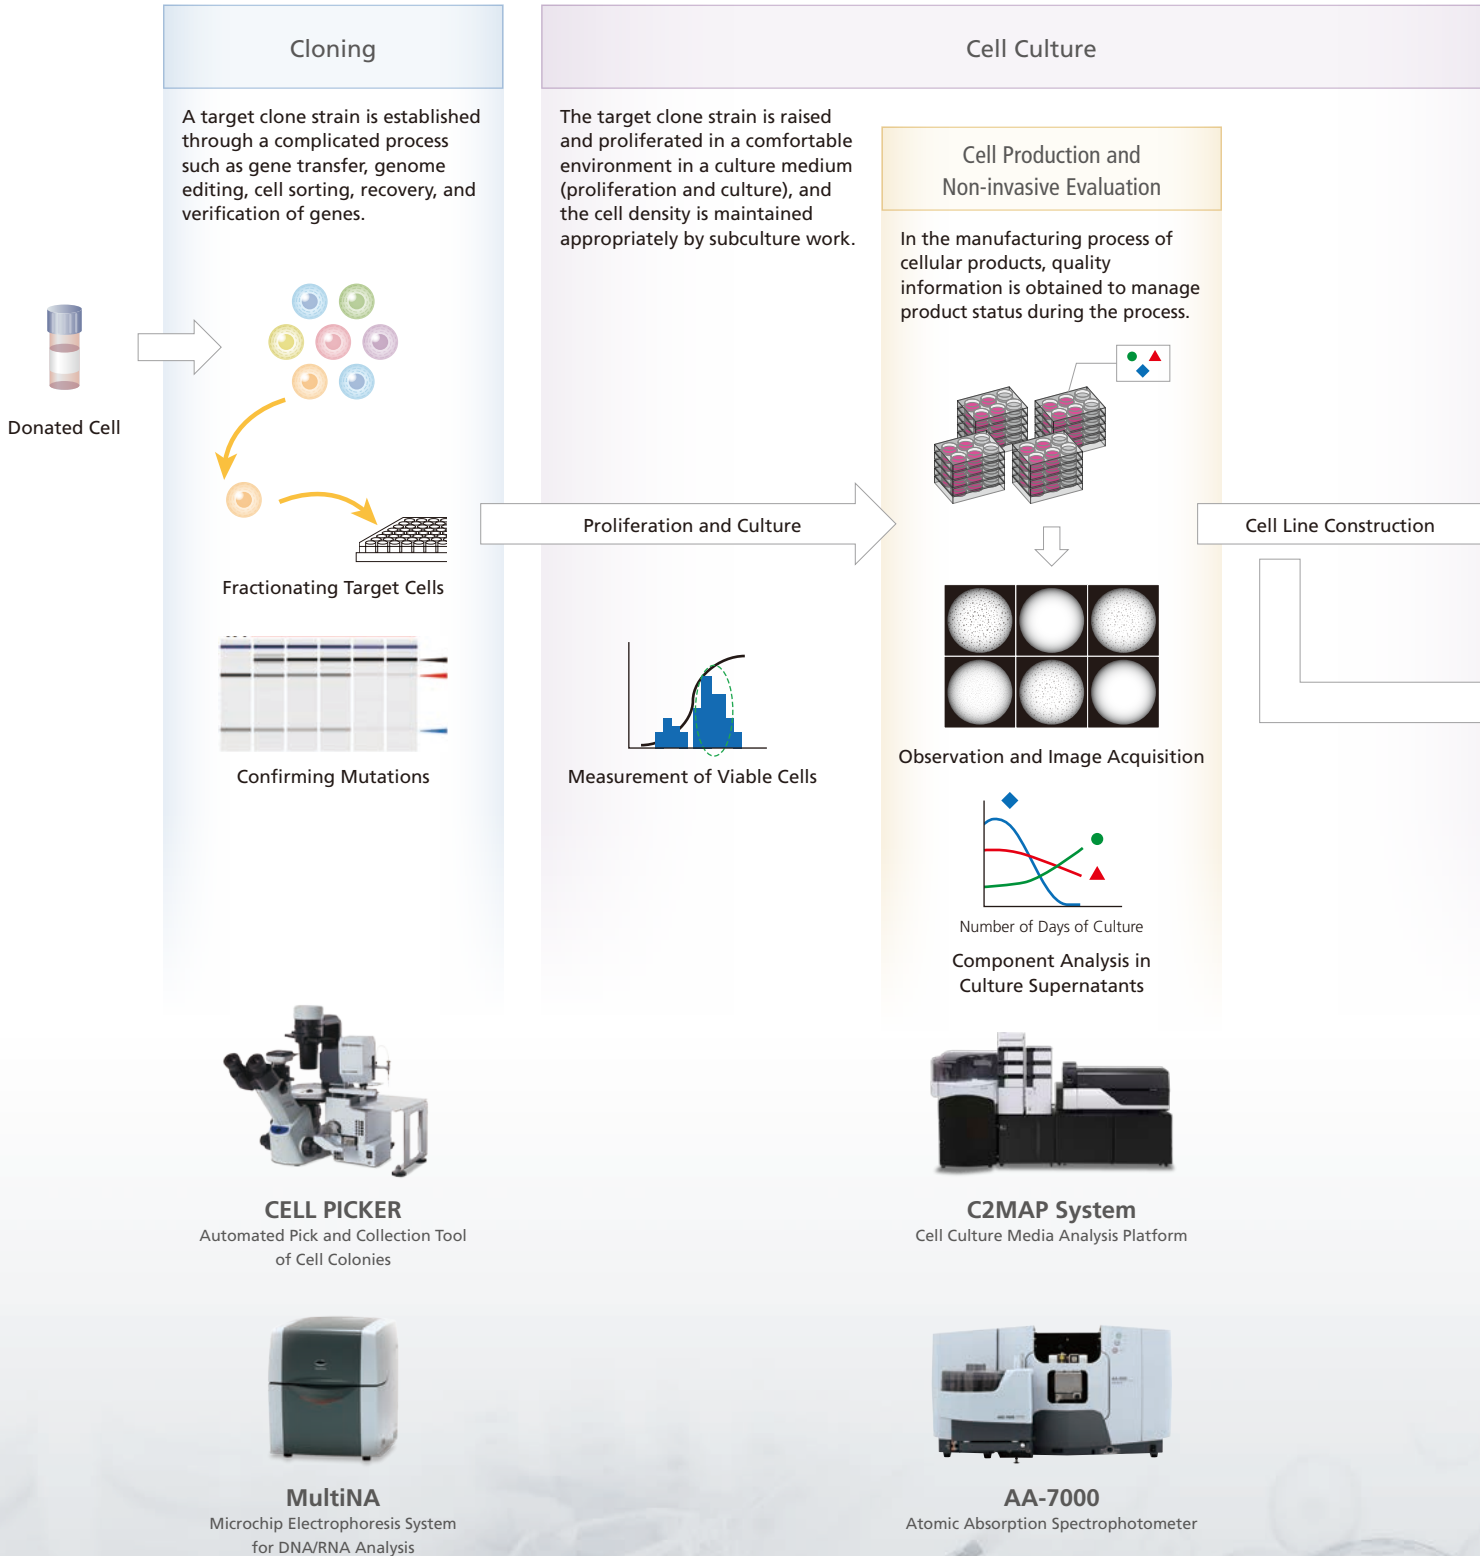 Cloning
A target clone strain is established
through a complicated process
such as gene transfer, genome
editing, cell sorting, recovery, and
verification of genes.
Donated Cell
Fractionating Target Cells
Confirming Mutations
Cell Culture
The target clone strain is raised
and proliferated in a comfortable
environment in a culture medium
(proliferation and culture), and
the cell density is maintained
appropriately by subculture work.
Proliferation and Culture
Measurement of Viable Cells
Cell Production and
Non-invasive Evaluation
In the manufacturing process of
cellular products, quality
information is obtained to manage
product status during the process.
Observation and Image Acquisition
Number of Days of Culture
Component Analysis in
Culture Supernatants
Cell Line Construction
CELL PICKER
Automated Pick and Collection Tool
of Cell Colonies
C2MAP System
Cell Culture Media Analysis Platform
MultiNA
Microchip Electrophoresis System
for DNA/RNA Analysis
AA-7000
Atomic Absorption Spectrophotometer